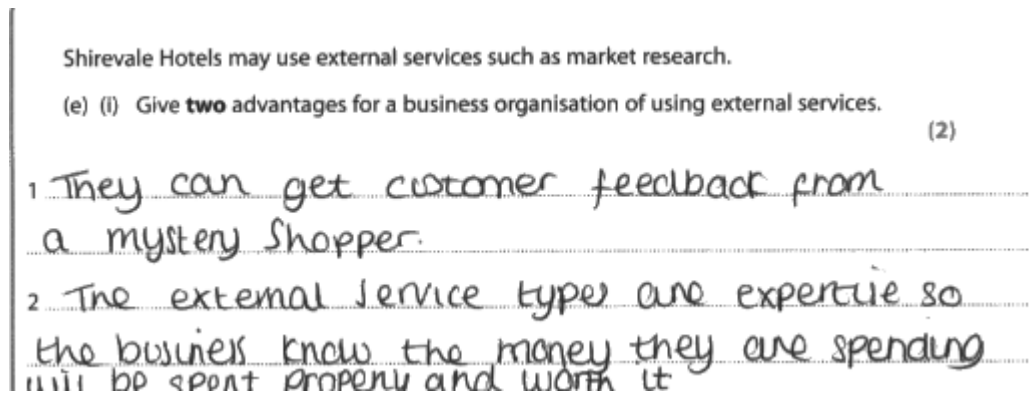 Shirevale Hotels may use external services such as market research.
(e) (i) Give two advantages for a business organisation of using external services.
(2)
1 They can get customer feedback from
a mystery shopper.
2 The external service types are expertise so
the business know the money they are spending
will be spent properly and worth it